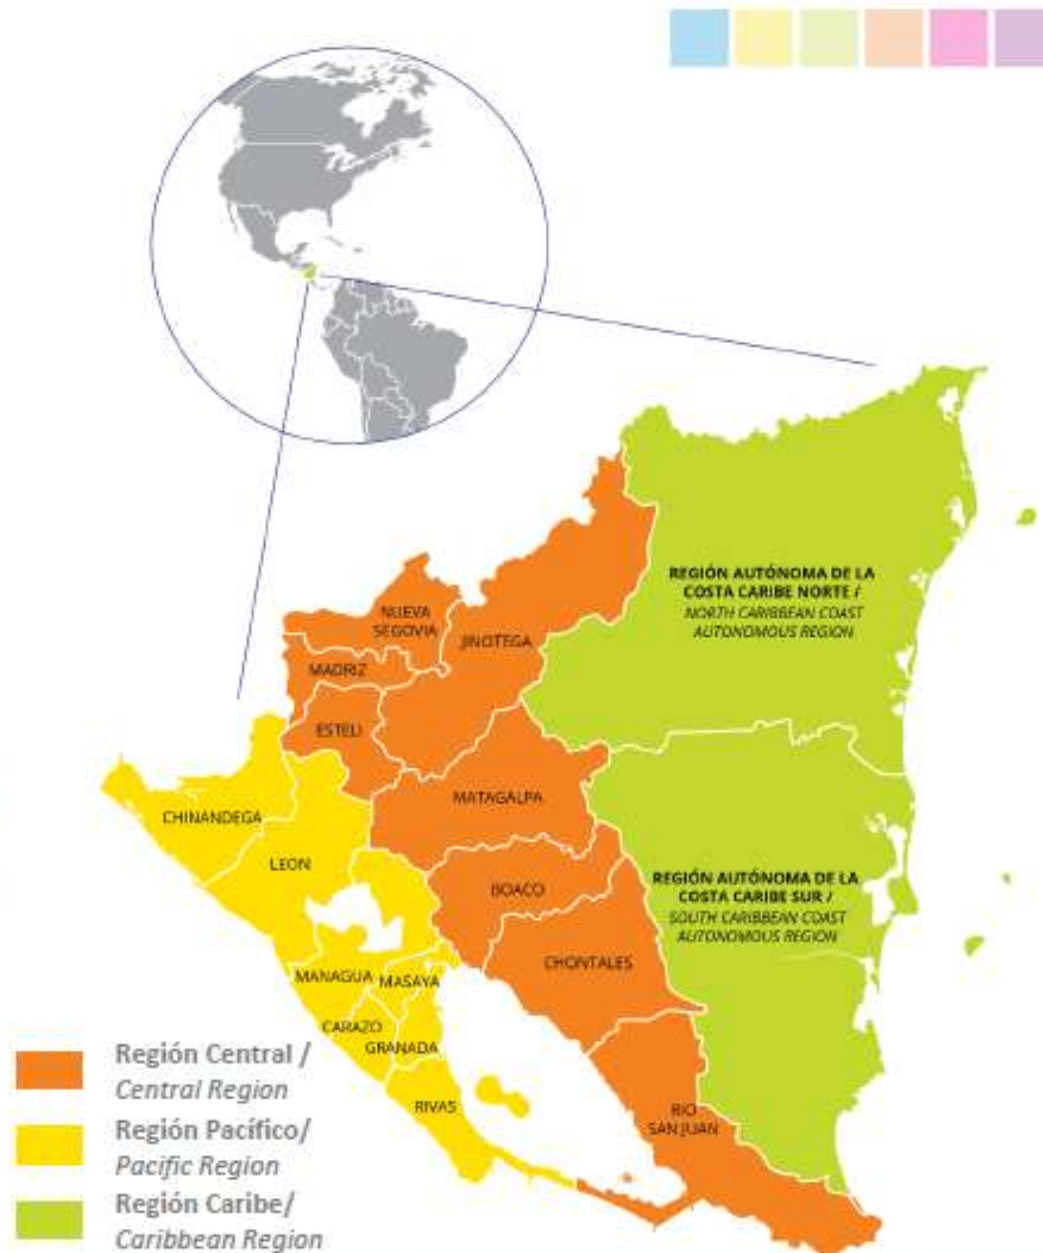 REGIÓN AUTÓNOMA DE LA
COSTA CARIBE NORTE /
NORTH CARIBBEAN COAST
AUTONOMOUS REGION
NUEVA
SEGOVIA
JINOTEGA
MADRIZ
ESTELI
MATAGALPA
CHINANDEGA
LEON
BOACO
REGIÓN AUTÓNOMA DE LA
COSTA CARIBE SUR /
SOUTH CARIBBEAN COAST
AUTONOMOUS REGION
CHONTALES
MANAGUA
MASAYA
CARAZO
GRANADA
RIVAS
RIO
SAN JUAN
Región Central /
Central Region
Región Pacífico/
Pacific Region
Región Caribe/
Caribbean Region